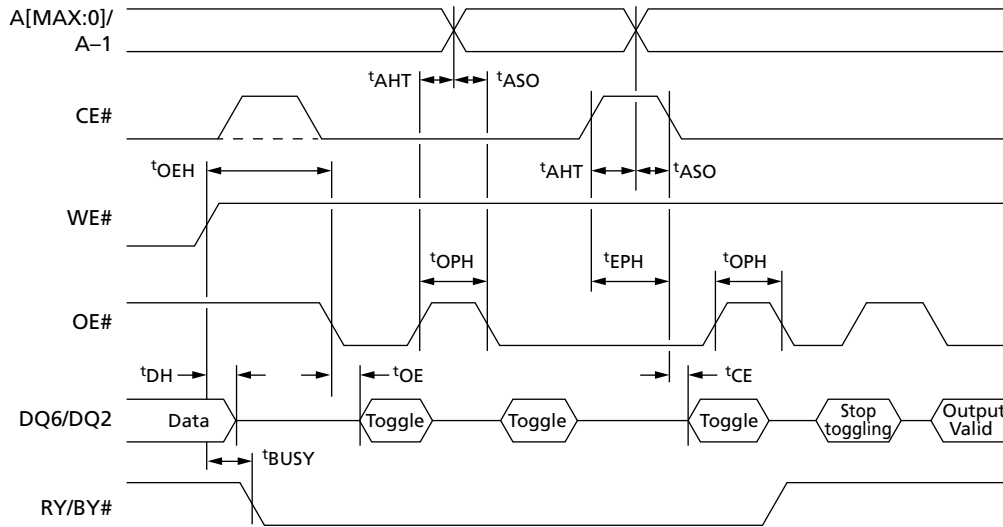 A[MAX:0]/
A–1
tAHT
tASO
CE#
tOEH
tAHT
tASO
WE#
tOPH
tEPH
tOPH
OE#
tDH
tOE
tCE
DQ6/DQ2
Data
Toggle
Toggle
Toggle
Stop
toggling
Output
Valid
tBUSY
RY/BY#